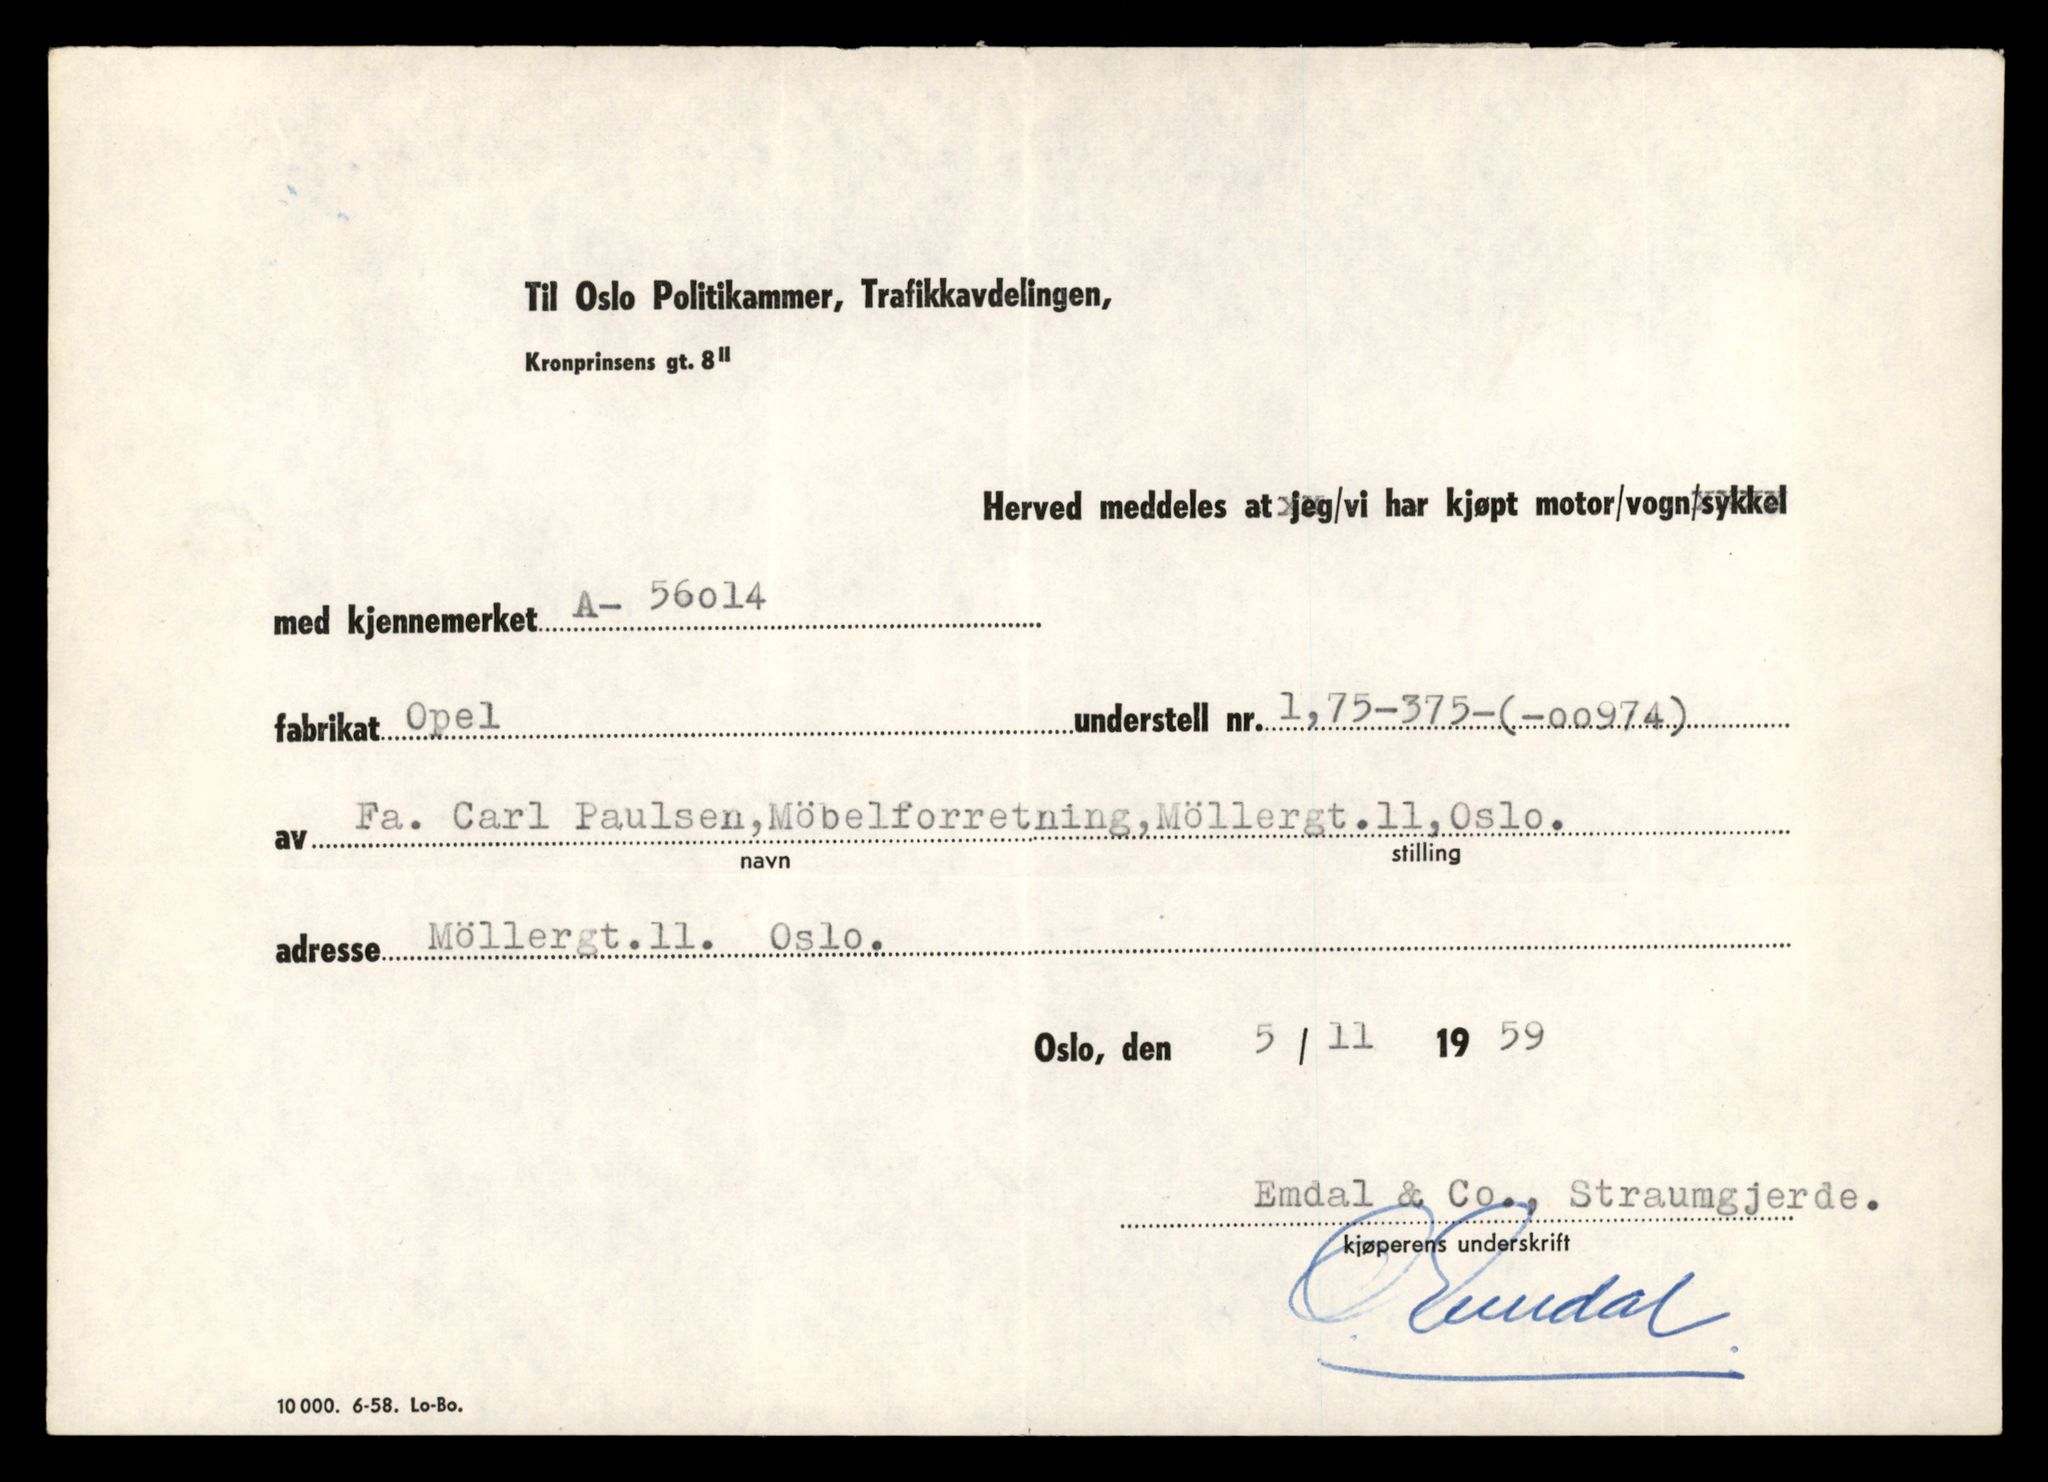 Til Oslo Politikammer, Trafikkavdelingen,
Kronprinsens gt. 8 II
Herved meddeles at jeg/vi har kjøpt motor/vogn/sykkel
med kjennemerket A- 56o14
fabrikat Opel understell nr. 1,75-375-(-oo974)
av Fa. Carl Paulsen,Möbelforretning,Möllergt.11,Oslo.
navn stilling
adresse Möllergt.11. Oslo.
Oslo, den 5 / 11 19 59
Emdal & Co., Straumgjerde.
kjøperens underskrift
O. Emdal.
10 000. 6-58. Lo-Bo.